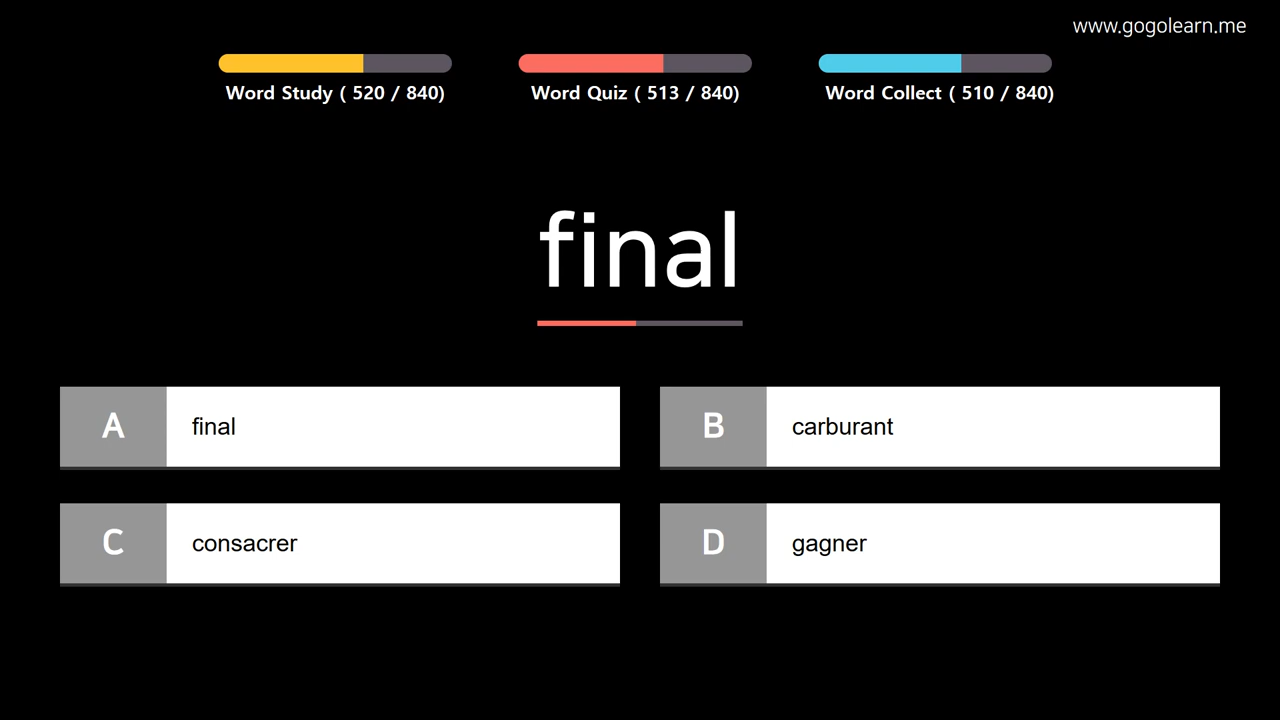 www.gogolearn.me
Word Study ( 520 / 840)
Word Quiz ( 513 / 840)
Word Collect ( 510 / 840)
final
A final
B carburant
C consacrer
D gagner